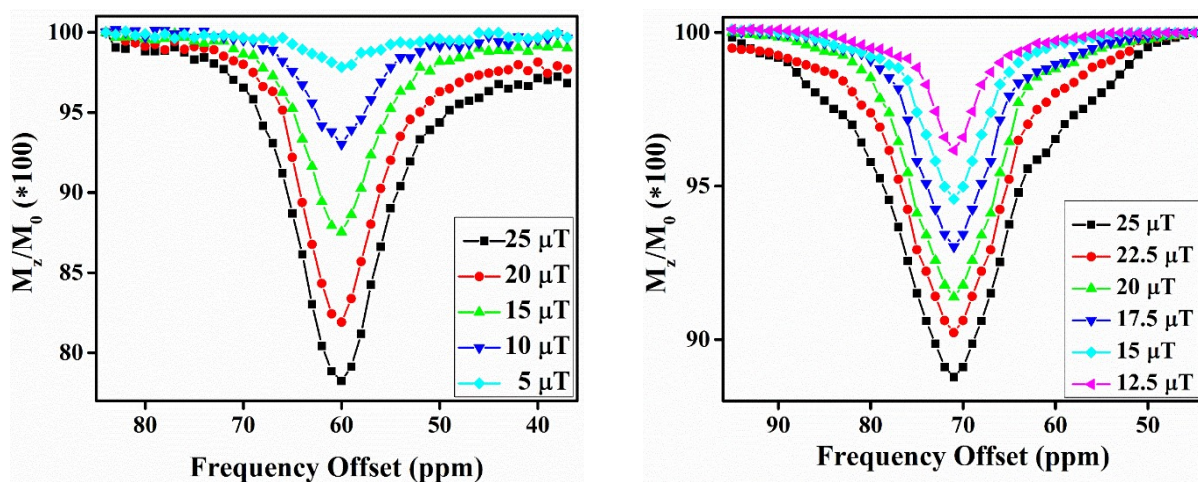 100
95
90
85
80
M_z/M_0 (*100)
25 μT
20 μT
15 μT
10 μT
5 μT
80 70 60 50 40
Frequency Offset (ppm)
100
95
90
M_z/M_0 (*100)
25 μT
22.5 μT
20 μT
17.5 μT
15 μT
12.5 μT
90 80 70 60 50
Frequency Offset (ppm)